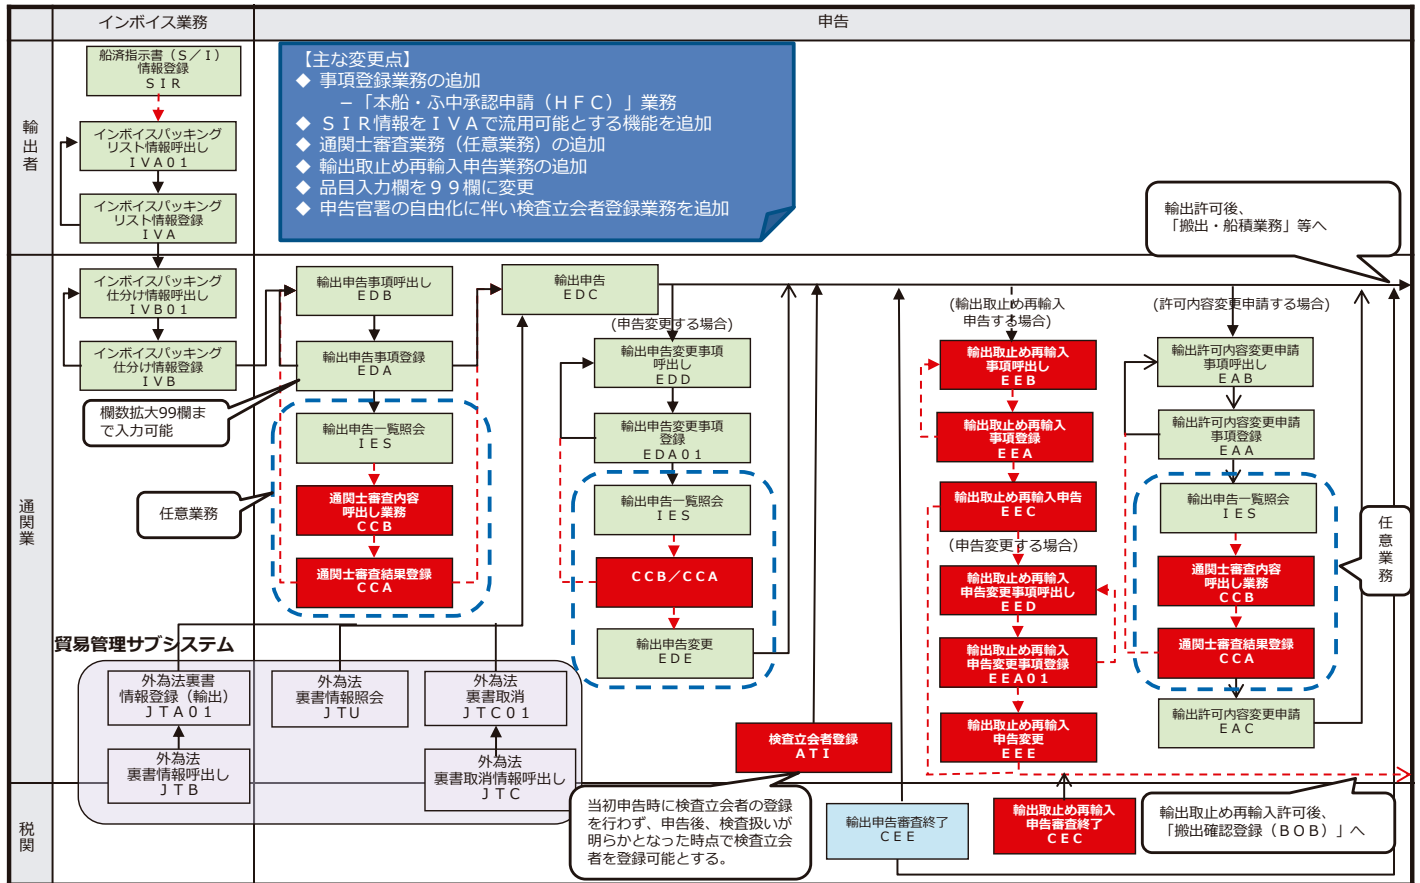 インボイス業務
申告
輸出者
通関業
税関
船済指示書（Ｓ／Ｉ）
情報登録
ＳＩＲ
インボイスパッキング
リスト情報呼出し
ＩＶＡ０１
インボイスパッキング
リスト情報登録
ＩＶＡ
【主な変更点】
◆ 事項登録業務の追加
－「本船・ふ中承認申請（ＨＦＣ）」業務
◆ ＳＩＲ情報をＩＶＡで流用可能とする機能を追加
◆ 通関士審査業務（任意業務）の追加
◆ 輸出取止め再輸入申告業務の追加
◆ 品目入力欄を９９欄に変更
◆ 申告官署の自由化に伴い検査立会者登録業務を追加
輸出許可後、
「搬出・船積業務」等へ
インボイスパッキング
仕分け情報呼出し
ＩＶＢ０１
インボイスパッキング
仕分け情報登録
ＩＶＢ
輸出申告事項呼出し
ＥＤＢ
輸出申告事項登録
ＥＤＡ
欄数拡大99欄ま
で入力可能
輸出申告一覧照会
ＩＥＳ
通関士審査内容
呼出し業務
ＣＣＢ
通関士審査結果登録
ＣＣＡ
任意業務
輸出申告
ＥＤＣ
(申告変更する場合)
輸出申告変更事項
呼出し
ＥＤＤ
輸出申告変更事項
登録
ＥＤＡ０１
輸出申告一覧照会
ＩＥＳ
ＣＣＢ／ＣＣＡ
輸出申告変更
ＥＤＥ
(輸出取止め再輸入
申告する場合)
輸出取止め再輸入
事項呼出し
ＥＥＢ
輸出取止め再輸入
事項登録
ＥＥＡ
輸出取止め再輸入申告
ＥＥＣ
(申告変更する場合)
輸出取止め再輸入
申告変更事項呼出し
ＥＥＤ
輸出取止め再輸入
申告変更事項登録
ＥＥＡ０１
輸出取止め再輸入
申告変更
ＥＥＥ
(許可内容変更申請する場合)
輸出許可内容変更申請
事項呼出し
ＥＡＢ
輸出許可内容変更申請
事項登録
ＥＡＡ
輸出申告一覧照会
ＩＥＳ
通関士審査内容
呼出し業務
ＣＣＢ
通関士審査結果登録
ＣＣＡ
輸出許可内容変更申請
ＥＡＣ
任意業務
貿易管理サブシステム
外為法裏書
情報登録（輸出）
ＪＴＡ０１
外為法
裏書情報呼出し
ＪＴＢ
外為法
裏書情報照会
ＪＴＵ
外為法
裏書取消
ＪＴＣ０１
外為法
裏書取消情報呼出し
ＪＴＣ
検査立会者登録
ＡＴＩ
当初申告時に検査立会者の登録
を行わず、申告後、検査扱いが
明らかとなった時点で検査立会
者を登録可能とする。
輸出申告審査終了
ＣＥＥ
輸出取止め再輸入
申告審査終了
ＣＥＣ
輸出取止め再輸入許可後、
「搬出確認登録（ＢＯＢ）」へ